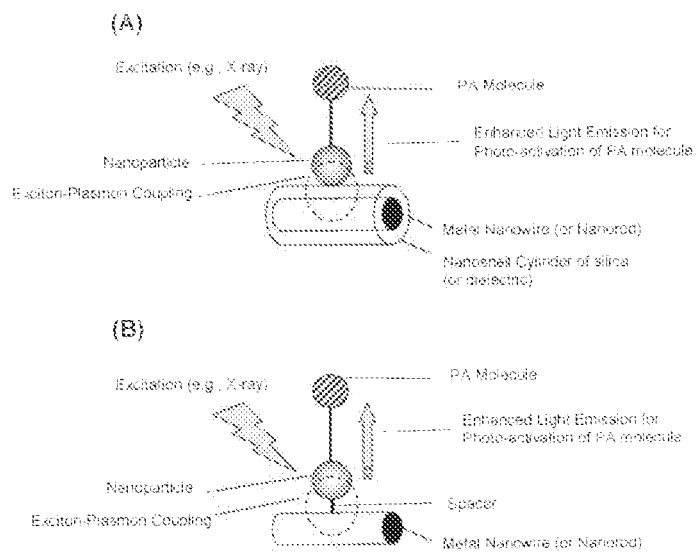 (A)
Excitation (e.g., X-ray)
PA Molecule
Enhanced Light Emission for
Photo-activation of PA molecule
Nanoparticle
Exciton-Plasmon Coupling
Metal Nanowire (or Nanorod)
Nanoshell Cylinder of silica
(or dielectric)
(B)
Excitation (e.g., X-ray)
PA Molecule
Enhanced Light Emission for
Photo-activation of PA molecule
Nanoparticle
Spacer
Exciton-Plasmon Coupling
Metal Nanowire (or Nanorod)